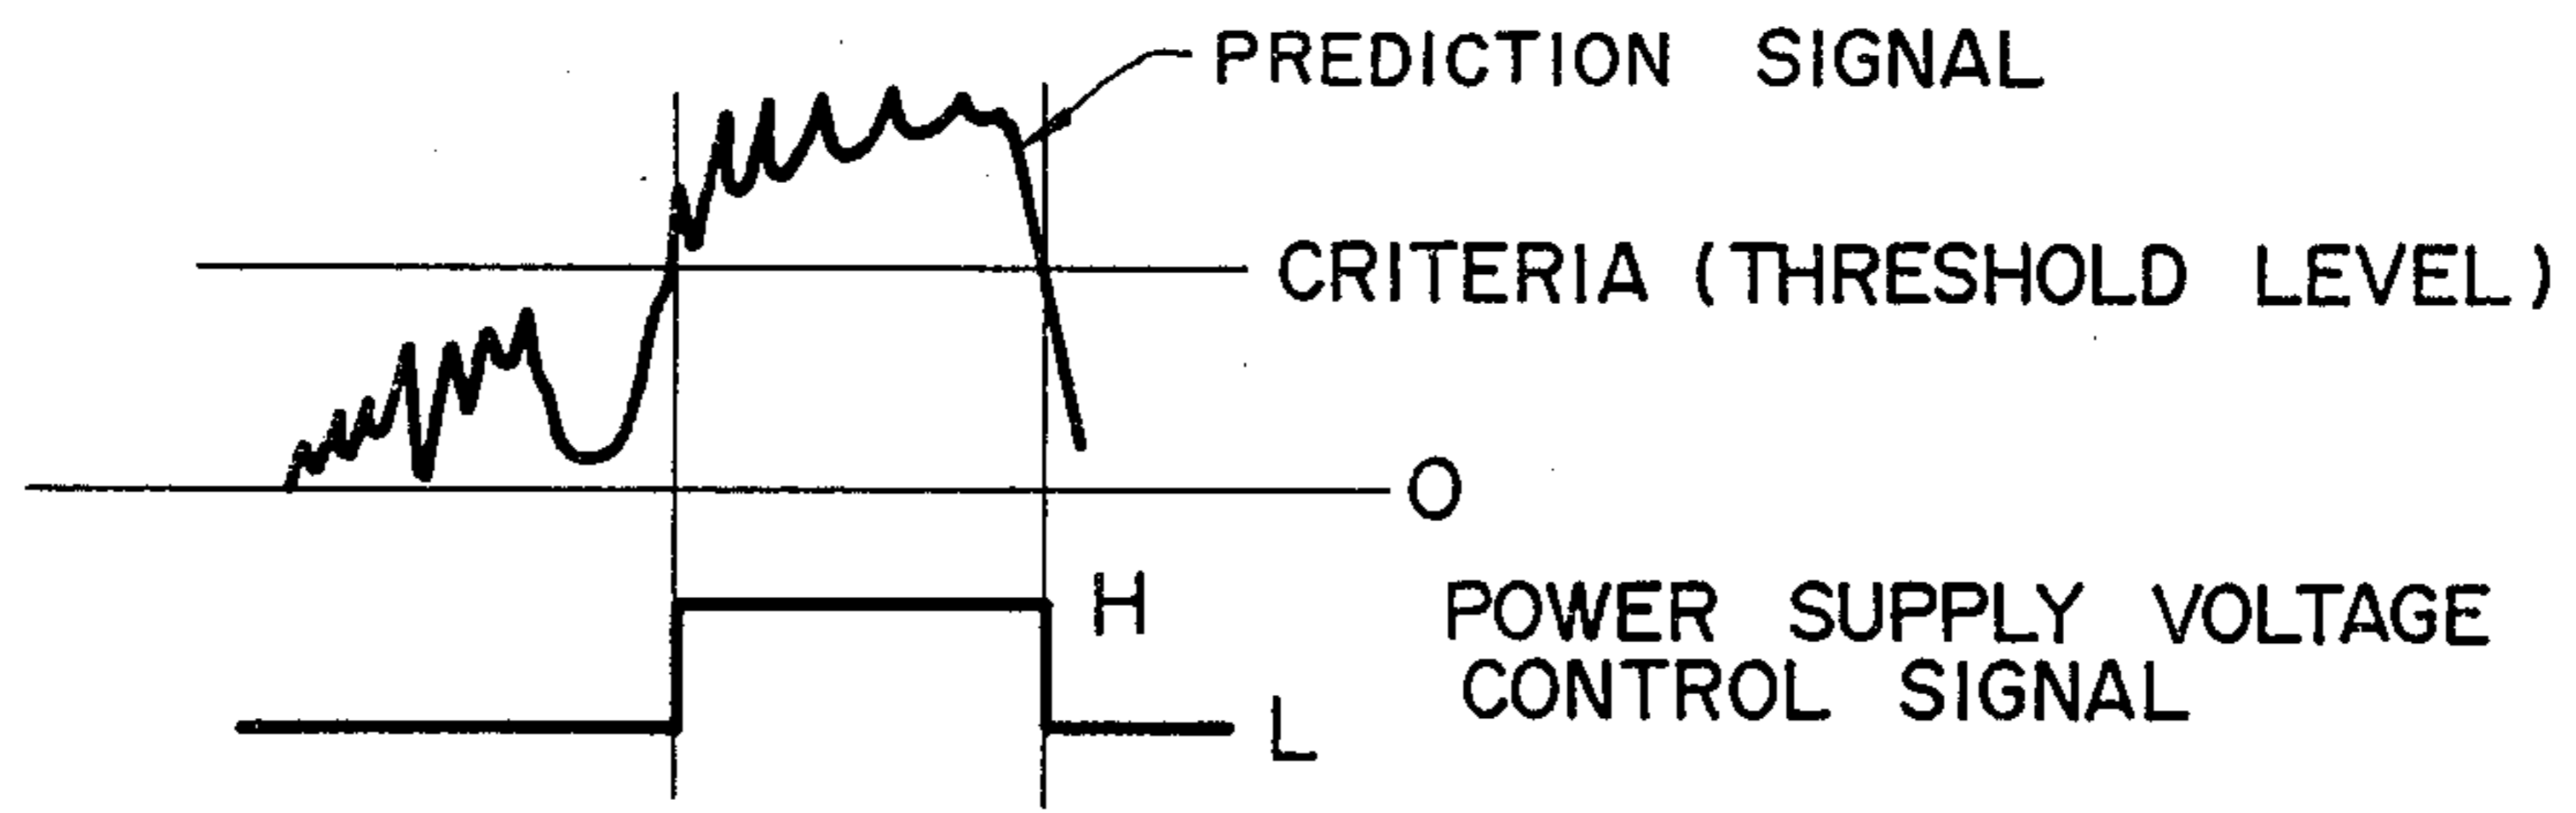 PREDICTION SIGNAL
CRITERIA (THRESHOLD LEVEL)
O
H
POWER SUPPLY VOLTAGE
CONTROL SIGNAL
L